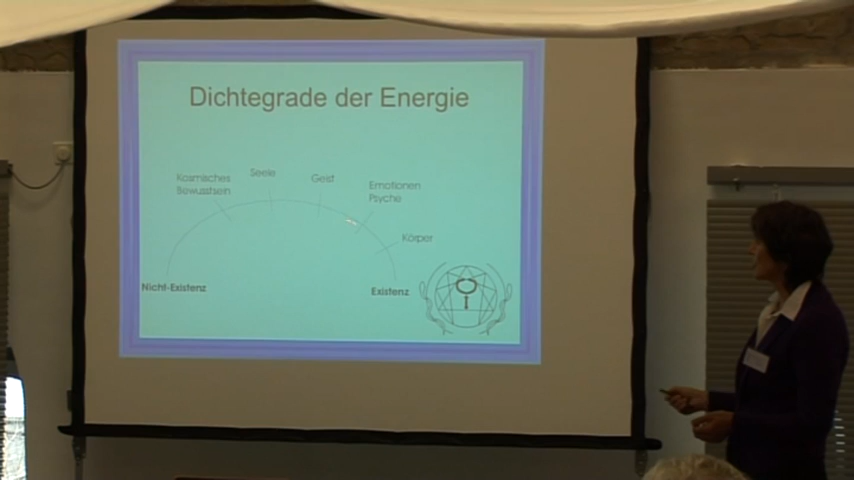 Dichtegrade der Energie
Kosmisches
Bewusstsein
Seele
Geist
Emotionen
Psyche
Körper
Nicht-Existenz
Existenz